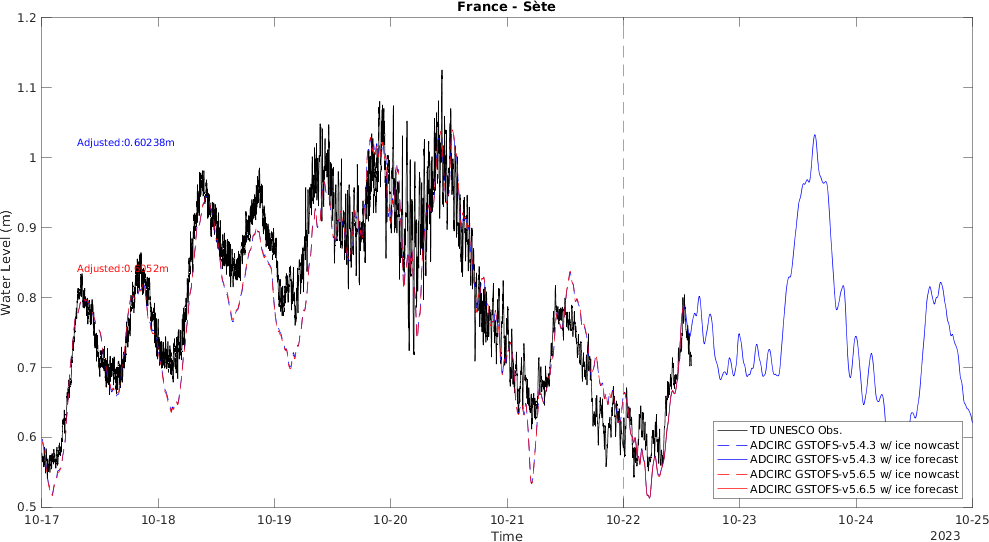 France - Sète
1.2
1.1
1
0.9
0.8
0.7
0.6
0.5
Water Level (m)
Adjusted:0.60238m
10-17
10-18
10-19
10-20
10-21
10-22
10-23
10-24
10-25
Time
2023
TD UNESCO Obs.
ADCIRC GSTOFS-v5.4.3 w/ ice nowcast
ADCIRC GSTOFS-v5.4.3 w/ ice forecast
ADCIRC GSTOFS-v5.6.5 w/ ice nowcast
ADCIRC GSTOFS-v5.6.5 w/ ice forecast